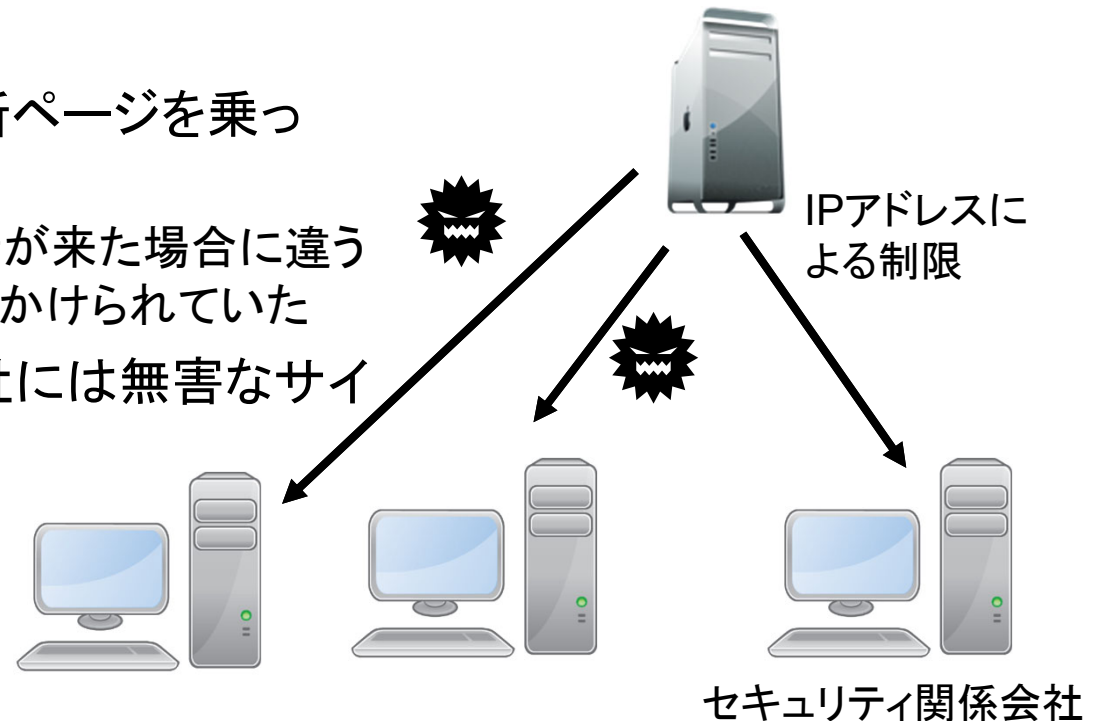 ページを乗っ
が来た場合に違う
かけられていた
社には無害なサイ
IPアドレスに
よる制限
セキュリティ関係会社